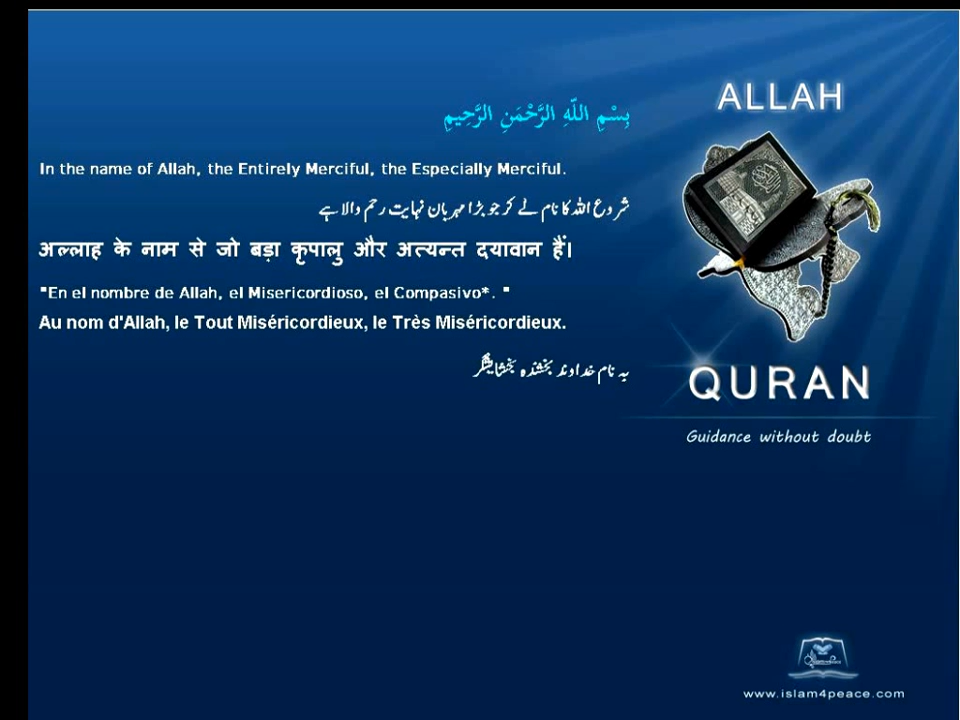 بِسْمِ اللّهِ الرَّحْمَنِ الرَّحِيمِ
In the name of Allah, the Entirely Merciful, the Especially Merciful.
شروع الله کا نام لے کر جو بڑا مہربان نہایت رحم والا ہے
अल्लाह के नाम से जो बड़ा कृपालु और अत्यन्त दयावान हैं।
"En el nombre de Allah, el Misericordioso, el Compasivo*. "
Au nom d'Allah, le Tout Miséricordieux, le Très Miséricordieux.
به نام خداوند بخشنده بخشایشگر
ALLAH
QURAN
Guidance without doubt
www.islam4peace.com